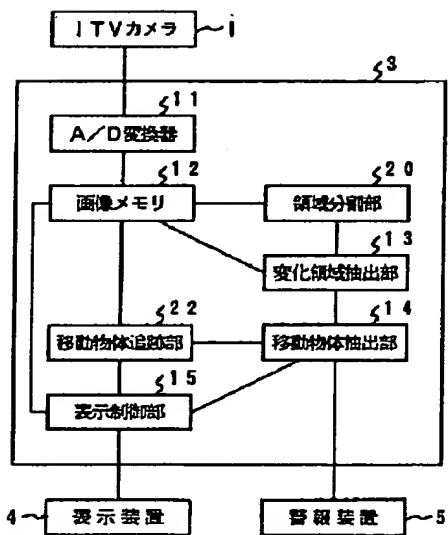 ITVカメラ
i
3
11
A/D変換器
12
画像メモリ
20
領域分割部
13
変化領域抽出部
22
移動物体追跡部
14
移動物体抽出部
15
表示制御部
4
表示装置
警報装置
5